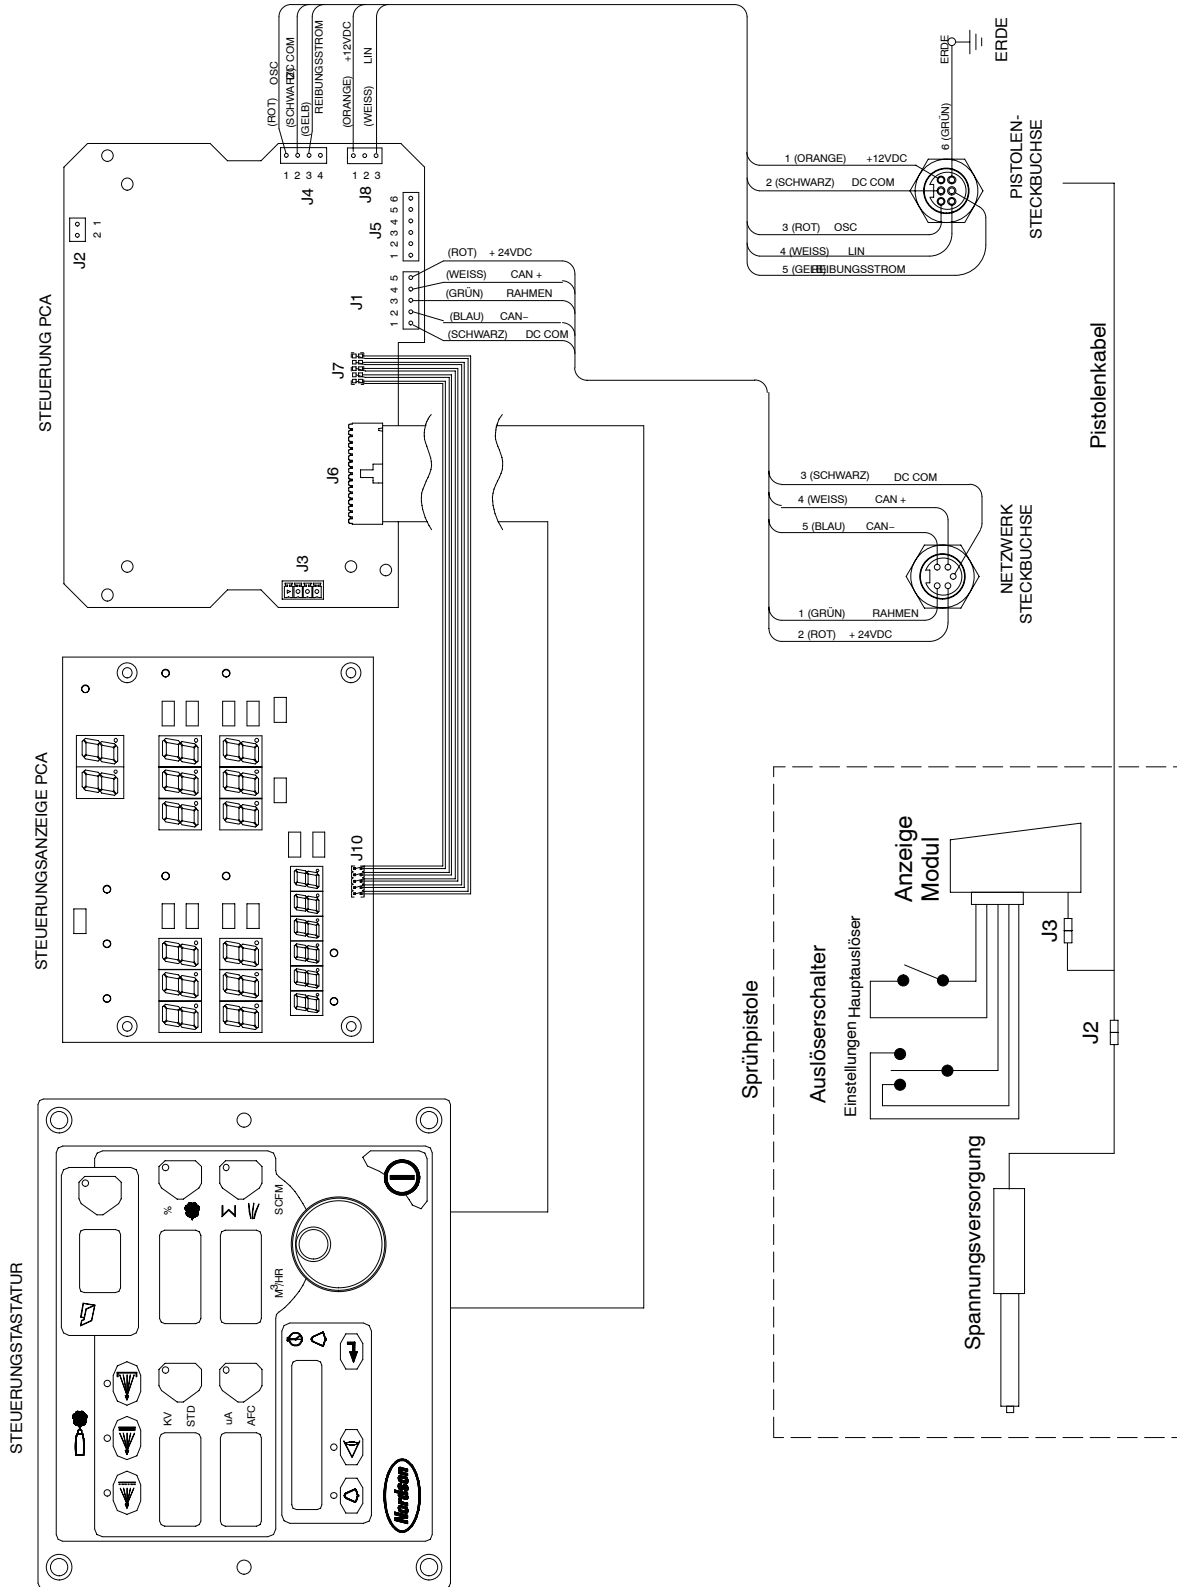 STEUERUNG PCA
J2
2 1
1 2 3 4
J4
1 2 3
J8
1 2 3 4 5 6
J5
1 2 3 4 5
J1
J7
J6
J3
(ROT) OSC
(SCHWARZ) DC COM
(GELB)
REIBUNGSSTROM
(ORANGE) +12VDC
(WEISS) LIN
(ROT) + 24VDC
(WEISS) CAN +
(GRÜN) RAHMEN
(BLAU) CAN–
(SCHWARZ) DC COM
1 (ORANGE) +12VDC
2 (SCHWARZ) DC COM
3 (ROT) OSC
4 (WEISS) LIN
5 (GELB) REIBUNGSSTROM
6 (GRÜN)
ERDE
ERDE
PISTOLEN-
STECKBUCHSE
3 (SCHWARZ) DC COM
4 (WEISS) CAN +
5 (BLAU) CAN–
1 (GRÜN) RAHMEN
2 (ROT) + 24VDC
NETZWERK
STECKBUCHSE
Pistolenkabel
STEUERUNGSANZEIGE PCA
J10
STEUERUNGSTASTATUR
KV
STD
uA
AFC
%
M³/HR
SCFM
Nordson
Sprühpistole
Auslöserschalter
Einstellungen
Hauptauslöser
Anzeige
Modul
J3
J2
Spannungsversorgung